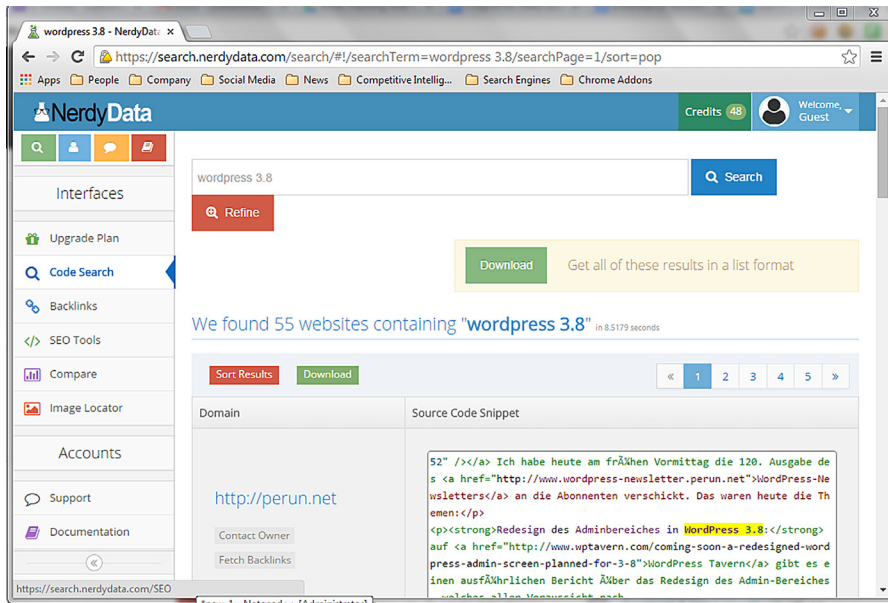 wordpress 3.8 - NerdyData
https://search.nerdydata.com/search/#!/searchTerm=wordpress 3.8/searchPage=1/sort=pop
Apps People Company Social Media News Competitive Intellig... Search Engines Chrome Addons
NerdyData
Credits 48
Welcome, Guest
Interfaces
Upgrade Plan
Code Search
Backlinks
SEO Tools
Compare
Image Locator
Accounts
Support
Documentation
https://search.nerdydata.com/SEO
wordpress 3.8
Search
Refine
Download Get all of these results in a list format
We found 55 websites containing "wordpress 3.8" in 8.5179 seconds
Sort Results Download
« 1 2 3 4 5 »
Domain Source Code Snippet
http://perun.net
Contact Owner
Fetch Backlinks
52" /></a> Ich habe heute am frÃ¼hen Vormittag die 120. Ausgabe de
s <a href="http://www.wordpress-newsletter.perun.net">WordPress-Ne
wsletters</a> an die Abonnenten verschickt. Das waren heute die Th
emen:</p>
<p><strong>Redesign des Adminbereiches in WordPress 3.8:</strong>
auf <a href="http://www.wptavern.com/coming-soon-a-redesigned-word
press-admin-screen-planned-for-3-8">WordPress Tavern</a> gibt es e
inen ausfÃ¼hrlichen Bericht Ã¼ber das Redesign des Admin-Bereiches